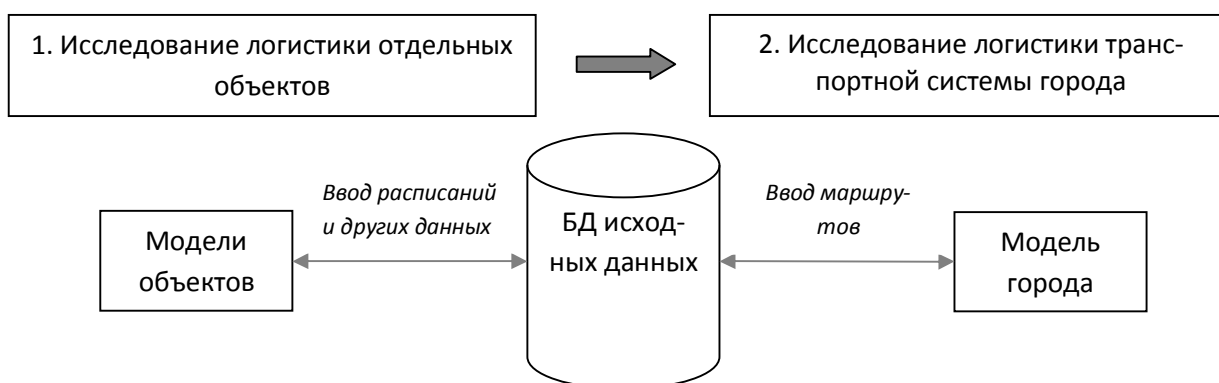 1. Исследование логистики отдельных
объектов
2. Исследование логистики транс-
портной системы города
Ввод расписаний
и других данных
Ввод маршру-
тов
Модели
объектов
БД исход-
ных данных
Модель
города